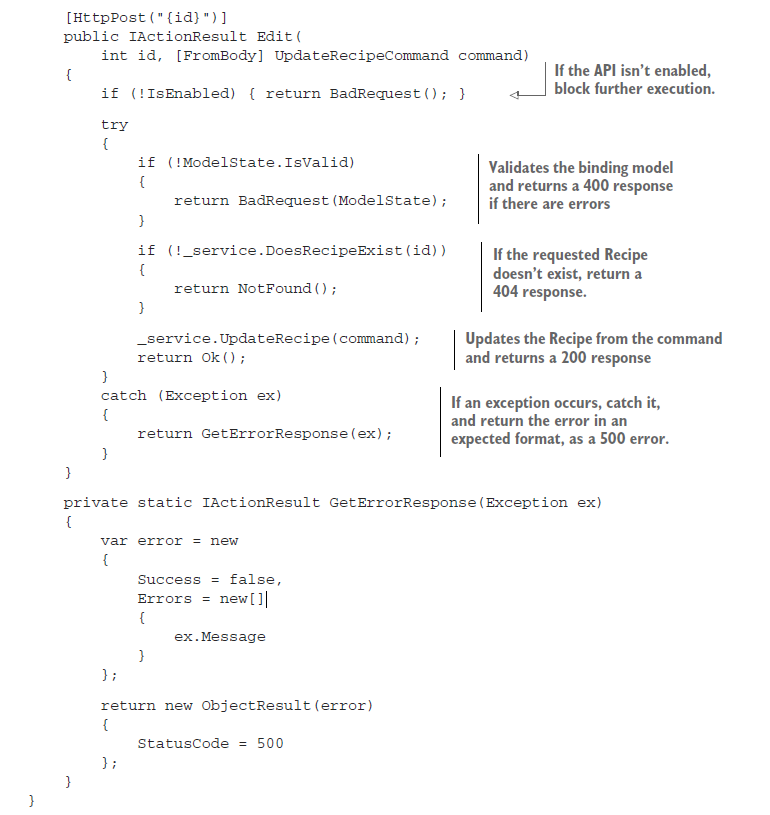 [HttpPost("{id}")]
public IActionResult Edit(
int id, [FromBody] UpdateRecipeCommand command)
{
If the API isn't enabled,
block further execution.
if (!IsEnabled) { return BadRequest(); }
try
{
if (!ModelState.IsValid)
{
return BadRequest(ModelState);
}
Validates the binding model
and returns a 400 response
if there are errors
if (!_service.DoesRecipeExist(id))
{
return NotFound();
}
If the requested Recipe
doesn't exist, return a
404 response.
_service.UpdateRecipe(command);
return Ok();
Updates the Recipe from the command
and returns a 200 response
}
catch (Exception ex)
{
return GetErrorResponse(ex);
}
If an exception occurs, catch it,
and return the error in an
expected format, as a 500 error.
}
private static IActionResult GetErrorResponse(Exception ex)
{
var error = new
{
Success = false,
Errors = new[]
{
ex.Message
}
};
return new ObjectResult(error)
{
StatusCode = 500
};
}
}